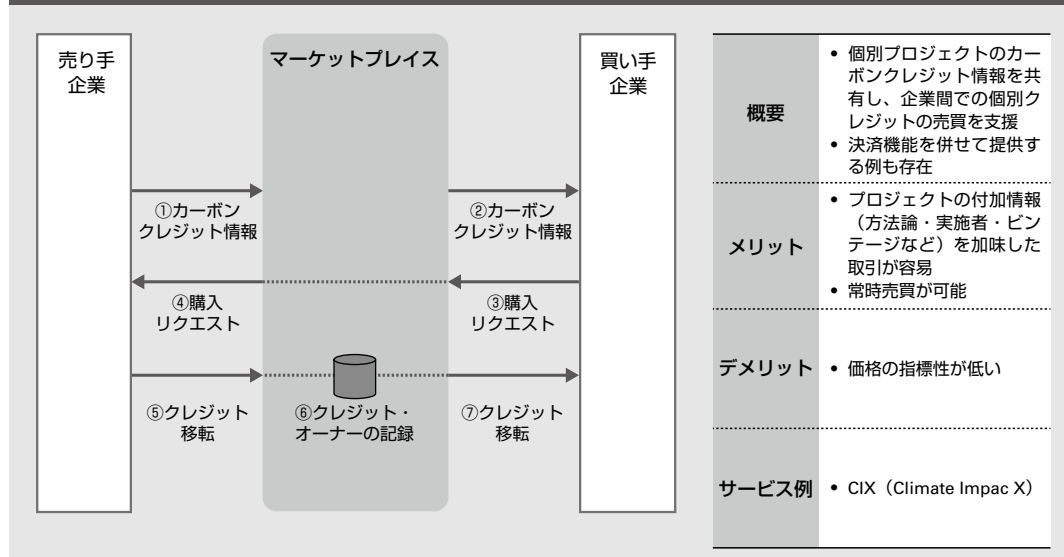 売り手
企業
マーケットプレイス
買い手
企業
①カーボン
クレジット情報
②カーボン
クレジット情報
④購入
リクエスト
③購入
リクエスト
⑤クレジット
移転
⑥クレジット・
オーナーの記録
⑦クレジット
移転
概要
• 個別プロジェクトのカー
ボンクレジット情報を共
有し、企業間での個別ク
レジットの売買を支援
• 決済機能を併せて提供す
る例も存在
メリット
• プロジェクトの付加情報
（方法論・実施者・ビン
テージなど）を加味した
取引が容易
• 常時売買が可能
デメリット
• 価格の指標性が低い
サービス例
• CIX（Climate Impac X）